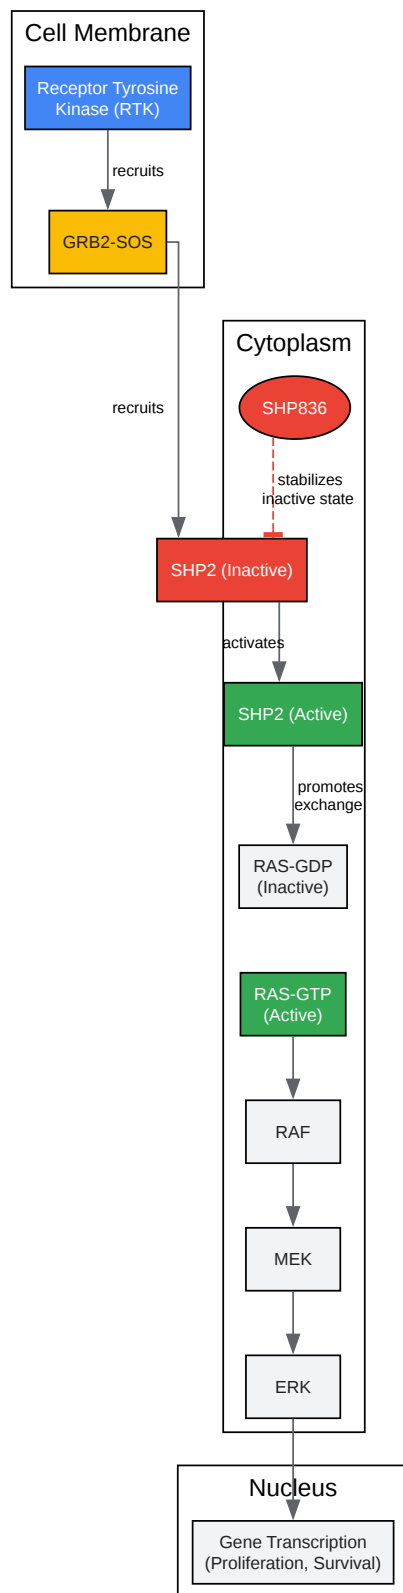 Cell Membrane
Receptor Tyrosine
Kinase (RTK)
recruits
GRB2-SOS
recruits
Cytoplasm
SHP836
stabilizes
inactive state
SHP2 (Inactive)
activates
SHP2 (Active)
promotes
exchange
RAS-GDP
(Inactive)
RAS-GTP
(Active)
RAF
MEK
ERK
Nucleus
Gene Transcription
(Proliferation, Survival)